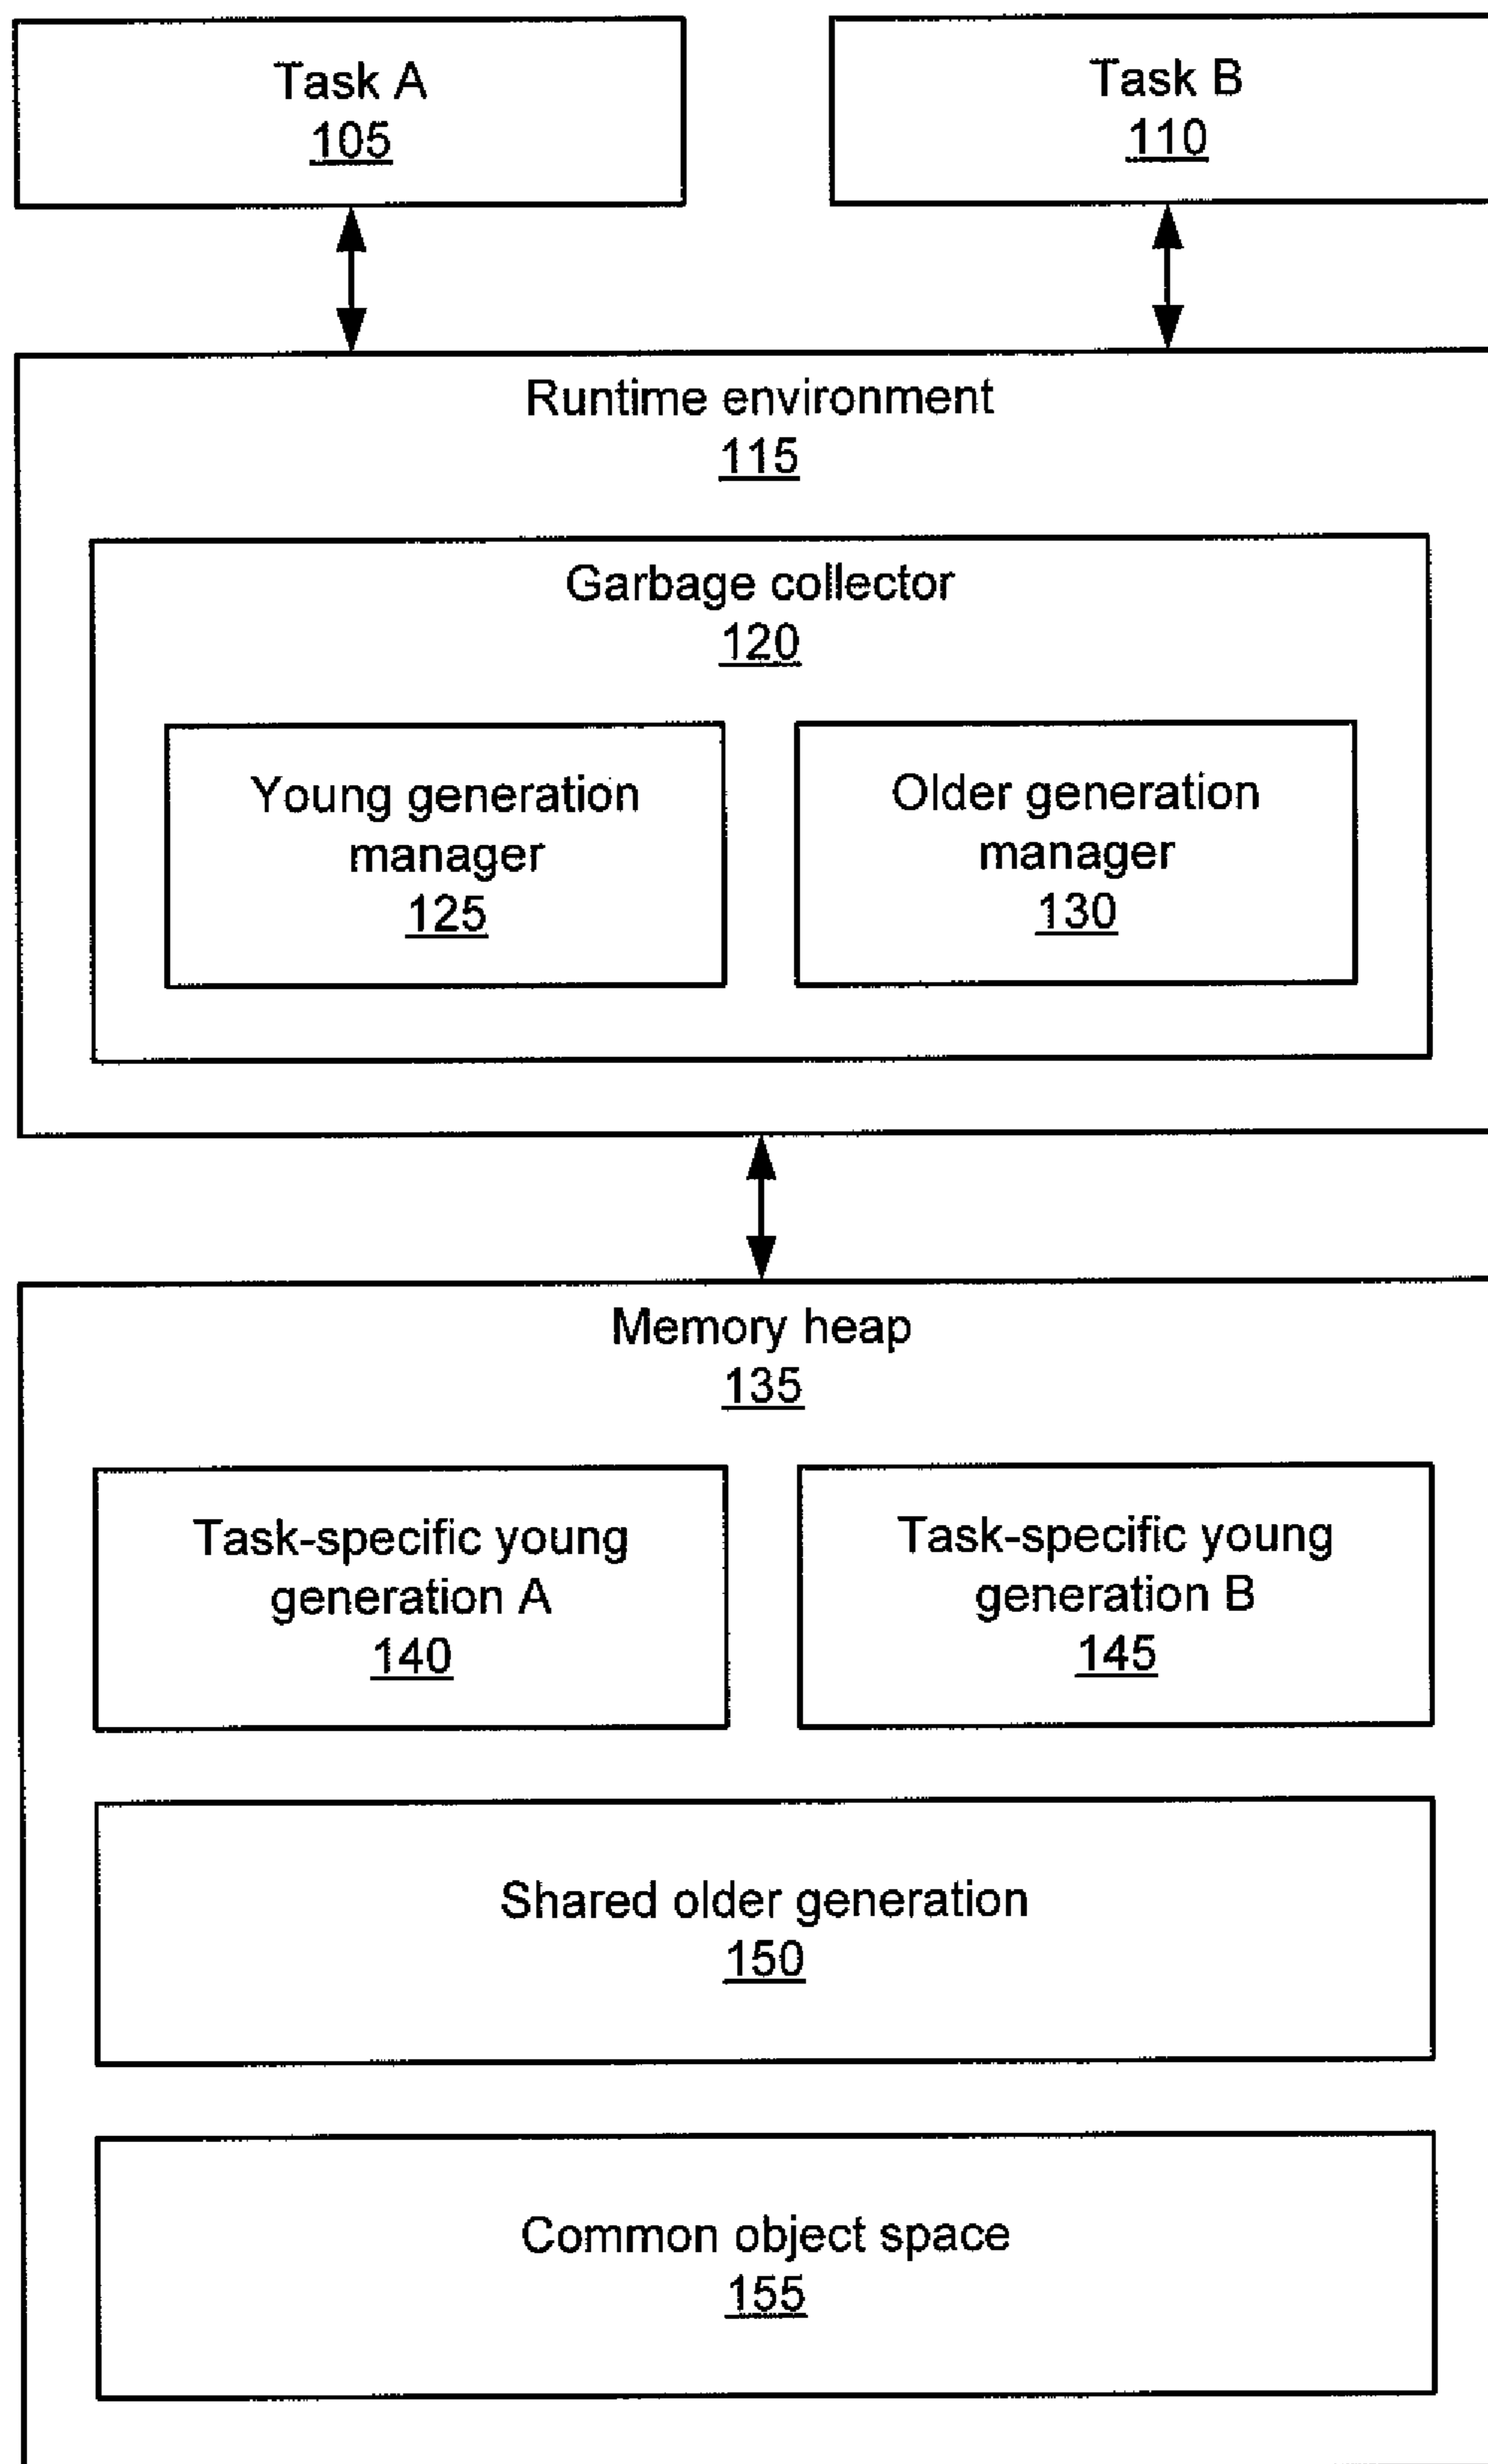 Task A
105
Task B
110
Runtime environment
115
Garbage collector
120
Young generation
manager
125
Older generation
manager
130
Memory heap
135
Task-specific young
generation A
140
Task-specific young
generation B
145
Shared older generation
150
Common object space
155